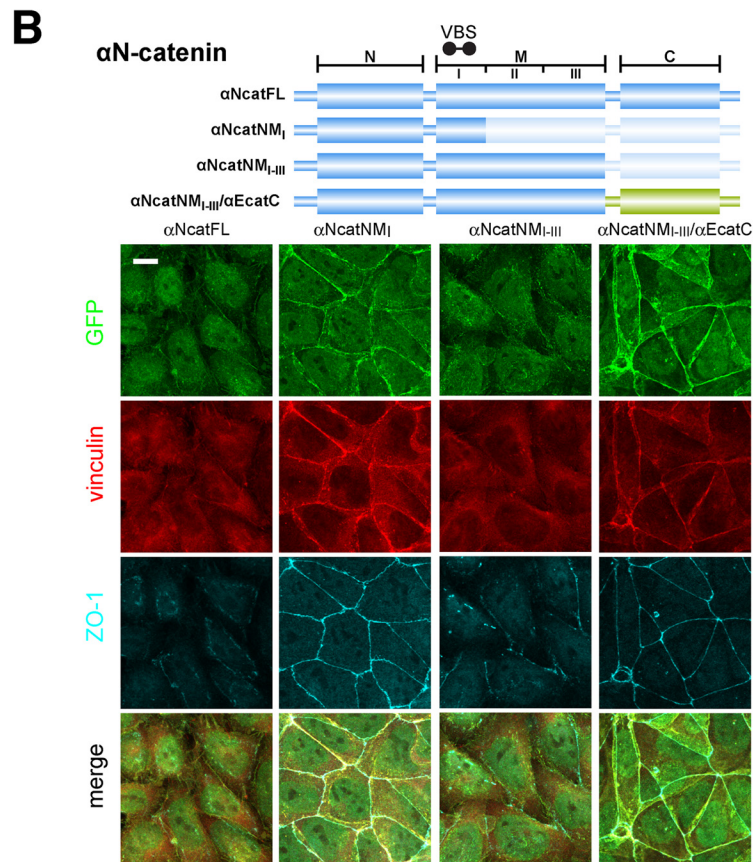 B
αN-catenin
VBS
N M C
I II III
αNcatFL
αNcatNMI
αNcatNMI-III
αNcatNMI-III/αEcatC
αNcatFL αNcatNMI αNcatNMI-III αNcatNMI-III/αEcatC
GFP
vinculin
ZO-1
merge